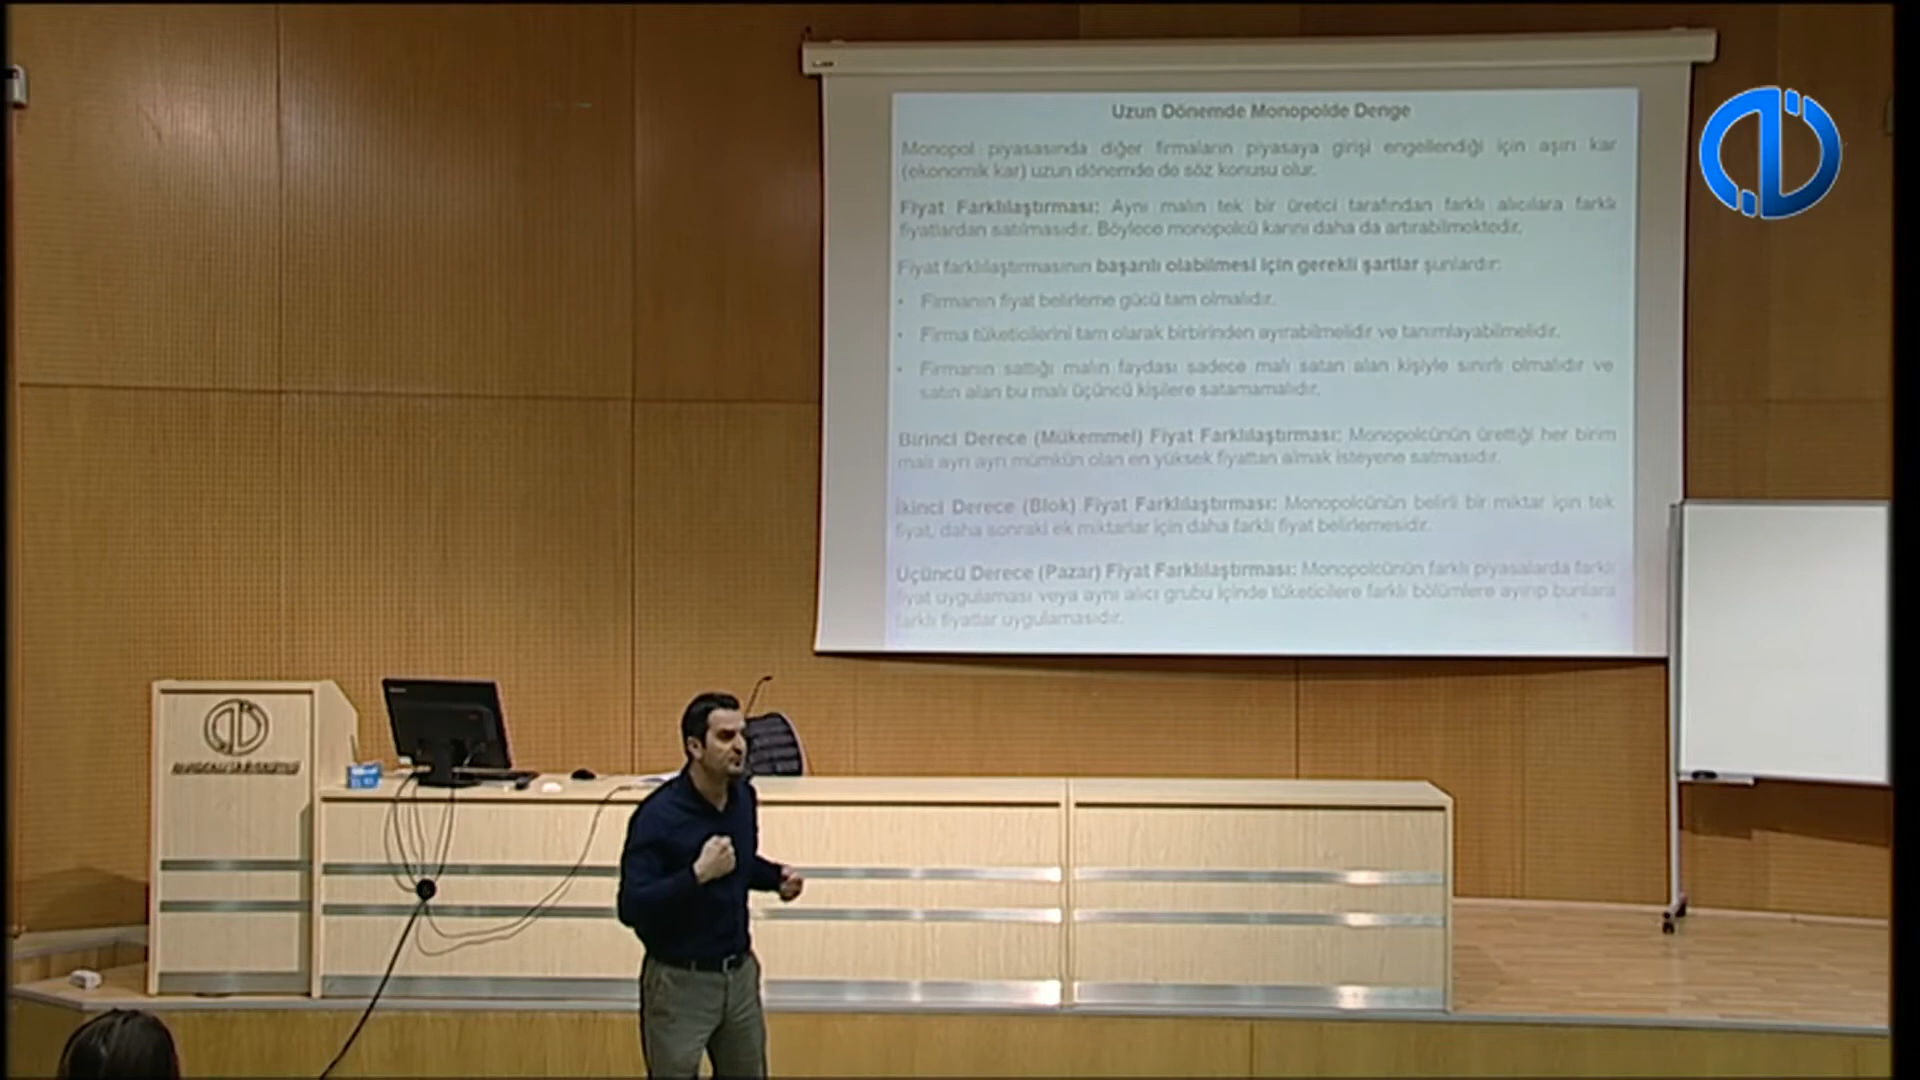 Uzun Dönemde Monopolde Denge
Monopol piyasasında diğer firmaların piyasaya girişi engellendiği için aşırı kar
(ekonomik kar) uzun dönemde de söz konusu olur.
Fiyat Farklılaştırması: Aynı malın tek bir üretici tarafından farklı alıcılara farklı
fiyatlardan satılmasıdır. Böylece monopolcü karını daha da artırabilmektedir.
Fiyat farklılaştırmasının başarılı olabilmesi için gerekli şartlar şunlardır:
• Firmanın fiyat belirleme gücü tam olmalıdır.
• Firma tüketicilerini tam olarak birbirinden ayırabilmelidir ve tanımlayabilmelidir.
• Firmanın sattığı malın faydası sadece malı satan alan kişiyle sınırlı olmalıdır ve
satın alan bu malı üçüncü kişilere satamamalıdır.
Birinci Derece (Mükemmel) Fiyat Farklılaştırması: Monopolcünün ürettiği her birim
malı ayrı ayrı mümkün olan en yüksek fiyattan almak isteyene satmasıdır.
İkinci Derece (Blok) Fiyat Farklılaştırması: Monopolcünün belirli bir miktar için tek
fiyat, daha sonraki ek miktarlar için daha farklı fiyat belirlemesidir.
Üçüncü Derece (Pazar) Fiyat Farklılaştırması: Monopolcünün farklı piyasalarda farklı
fiyat uygulaması veya aynı alıcı grubu içinde tüketicilere farklı bölümlere ayırıp bunlara
farklı fiyatlar uygulamasıdır.